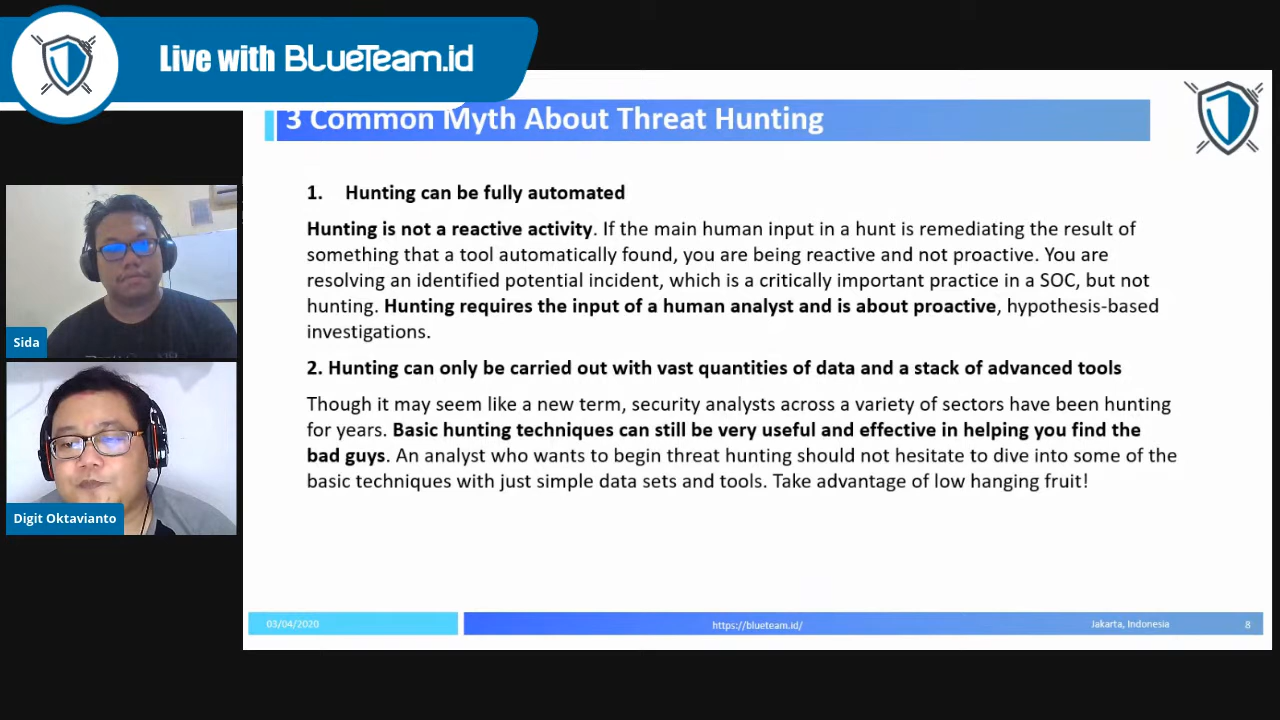 Live with BLueTeam.id
3 Common Myth About Threat Hunting
1. Hunting can be fully automated
Hunting is not a reactive activity. If the main human input in a hunt is remediating the result of
something that a tool automatically found, you are being reactive and not proactive. You are
resolving an identified potential incident, which is a critically important practice in a SOC, but not
hunting. Hunting requires the input of a human analyst and is about proactive, hypothesis-based
investigations.
2. Hunting can only be carried out with vast quantities of data and a stack of advanced tools
Though it may seem like a new term, security analysts across a variety of sectors have been hunting
for years. Basic hunting techniques can still be very useful and effective in helping you find the
bad guys. An analyst who wants to begin threat hunting should not hesitate to dive into some of the
basic techniques with just simple data sets and tools. Take advantage of low hanging fruit!
Sida
Digit Oktavianto
03/04/2020
https://blueteam.id/
Jakarta, Indonesia
8